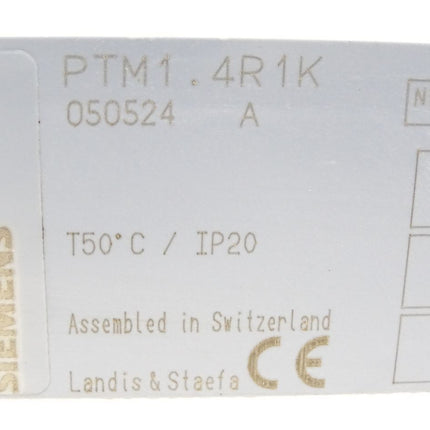 PTM1.4R1K
050524 A
N
T50°C / IP20
SIEMENS
Assembled in Switzerland
Landis & Staefa CE